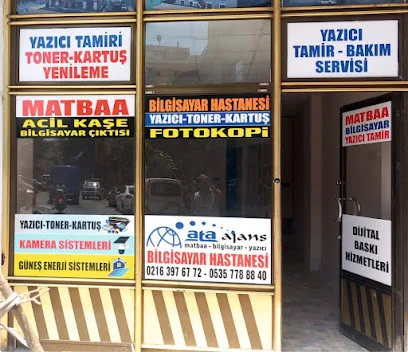 YAZICI TAMİRİ
TONER-KARTUŞ
YENİLEME
YAZICI
TAMİR - BAKIM
SERVİSİ
MATBAA
ACİL KAŞE
BİLGİSAYAR ÇIKTISI
BİLGİSAYAR HASTANESİ
YAZICI-TONER-KARTUŞ
FOTOKOPİ
MATBAA
BİLGİSAYAR
YAZICI TAMİR
YAZICI-TONER-KARTUŞ
KAMERA SİSTEMLERİ
GÜNEŞ ENERJİ SİSTEMLERİ
ata ajans
matbaa - bilgisayar - yazıcı
BİLGİSAYAR HASTANESİ
0216 397 67 72 - 0535 778 88 40
DİJİTAL
BASKI
HİZMETLERİ